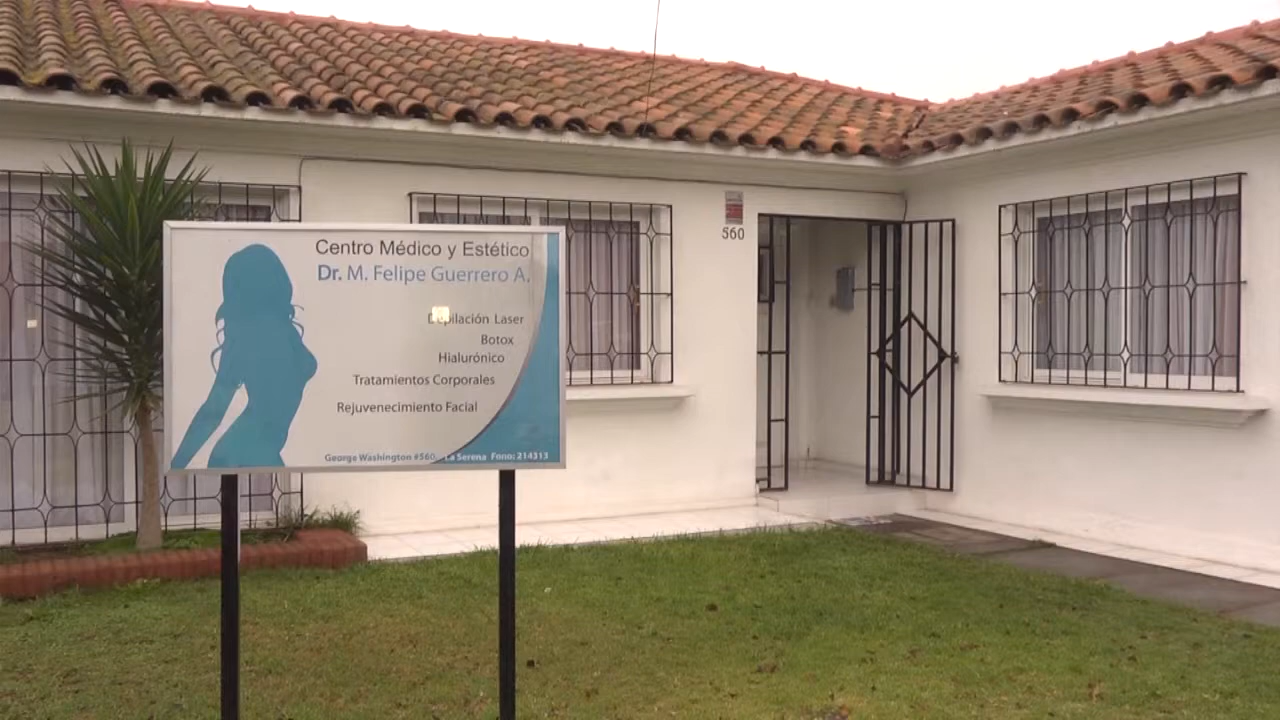 Centro Médico y Estético
Dr. M. Felipe Guerrero A.
Depilación Laser
Botox
Hialurónico
Tratamientos Corporales
Rejuvenecimiento Facial
George Washington #560, La Serena Fono: 214313
560